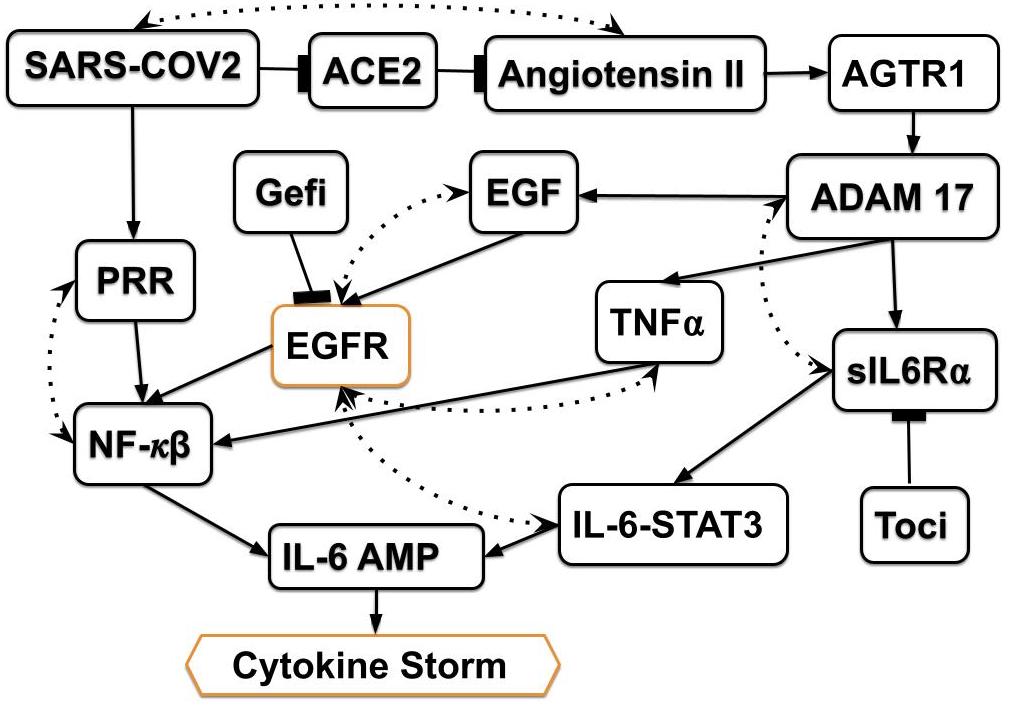 SARS-COV2
ACE2
Angiotensin II
AGTR1
Gefi
EGF
ADAM 17
PRR
EGFR
TNFα
sIL6Rα
NF-κβ
IL-6-STAT3
Toci
IL-6 AMP
Cytokine Storm